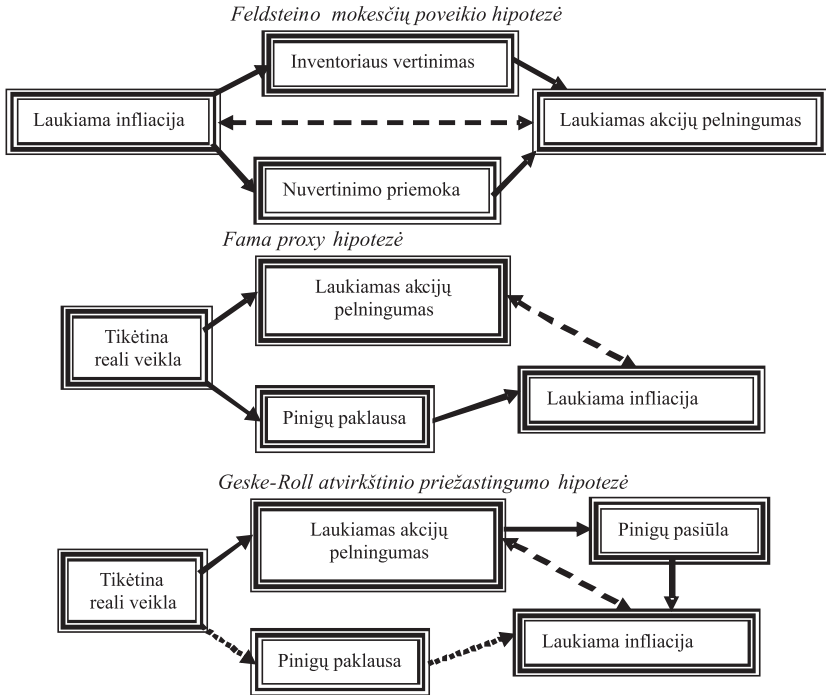 Feldsteino mokesčių poveikio hipotezė
Inventoriaus vertinimas
Laukiama infliacija
Laukiamas akcijų pelningumas
Nuvertinimo priemoka
Fama proxy hipotezė
Laukiamas akcijų
pelningumas
Tikėtina
reali veikla
Laukiama infliacija
Pinigų paklausa
Geske-Roll atvirkštinio priežastingumo hipotezė
Laukiamas akcijų
pelningumas
Pinigų pasiūla
Tikėtina
reali veikla
Laukiama infliacija
Pinigų paklausa